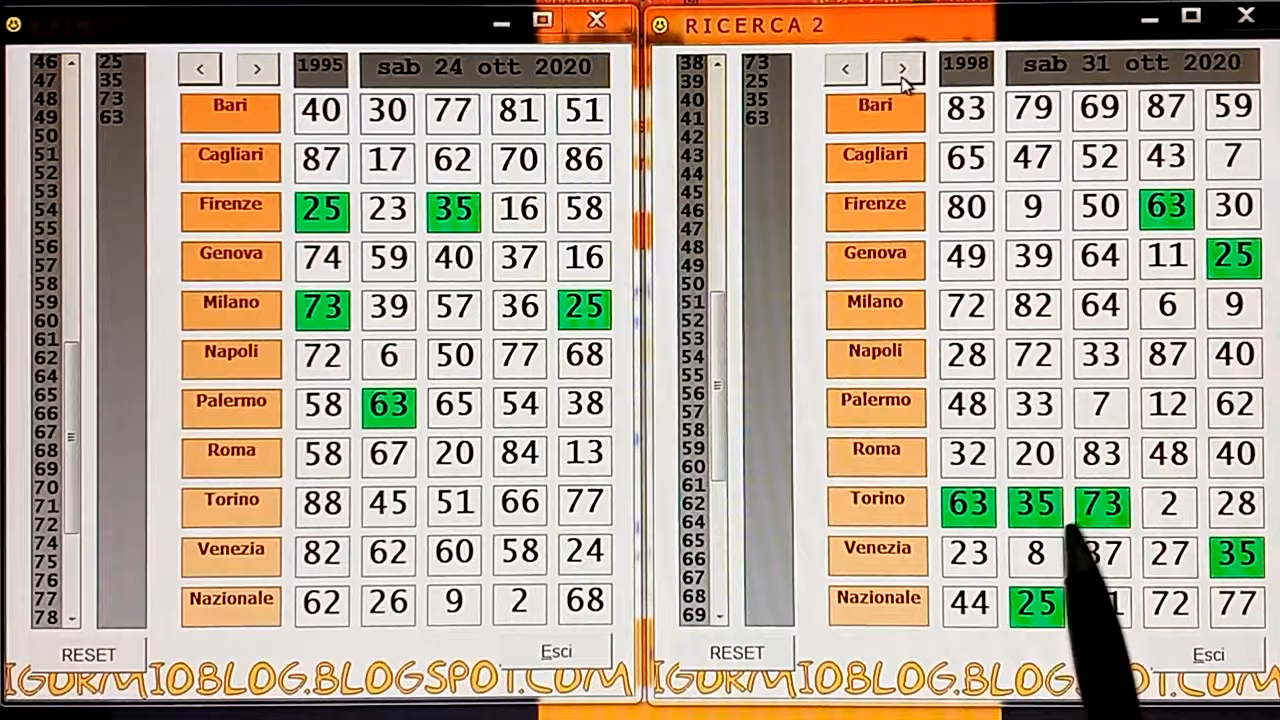 RICERCA 2
46 25
47 35
48 73
49 63
50
51
52
53
54
55
56
57
58
59
60
61
62
64
65
66
67
68
69
70
71
72
74
75
76
77
78
< > 1995 sab 24 ott 2020
Bari 40 30 77 81 51
Cagliari 87 17 62 70 86
Firenze 25 23 35 16 58
Genova 74 59 40 37 16
Milano 73 39 57 36 25
Napoli 72 6 50 77 68
Palermo 58 63 65 54 38
Roma 58 67 20 84 13
Torino 88 45 51 66 77
Venezia 82 62 60 58 24
Nazionale 62 26 9 2 68
RESET Esci
IGORMIOBLOG.BLOGSPOT.COM
38 73
39 25
40 35
41 63
42
43
44
45
46
47
48
49
50
51
52
53
54
55
56
57
58
59
60
61
62
64
65
66
67
68
69
< > 1998 sab 31 ott 2020
Bari 83 79 69 87 59
Cagliari 65 47 52 43 7
Firenze 80 9 50 63 30
Genova 49 39 64 11 25
Milano 72 82 64 6 9
Napoli 28 72 33 87 40
Palermo 48 33 7 12 62
Roma 32 20 83 48 40
Torino 63 35 73 2 28
Venezia 23 8 37 27 35
Nazionale 44 25 72 77
RESET Esci
IGORMIOBLOG.BLOGSPOT.COM